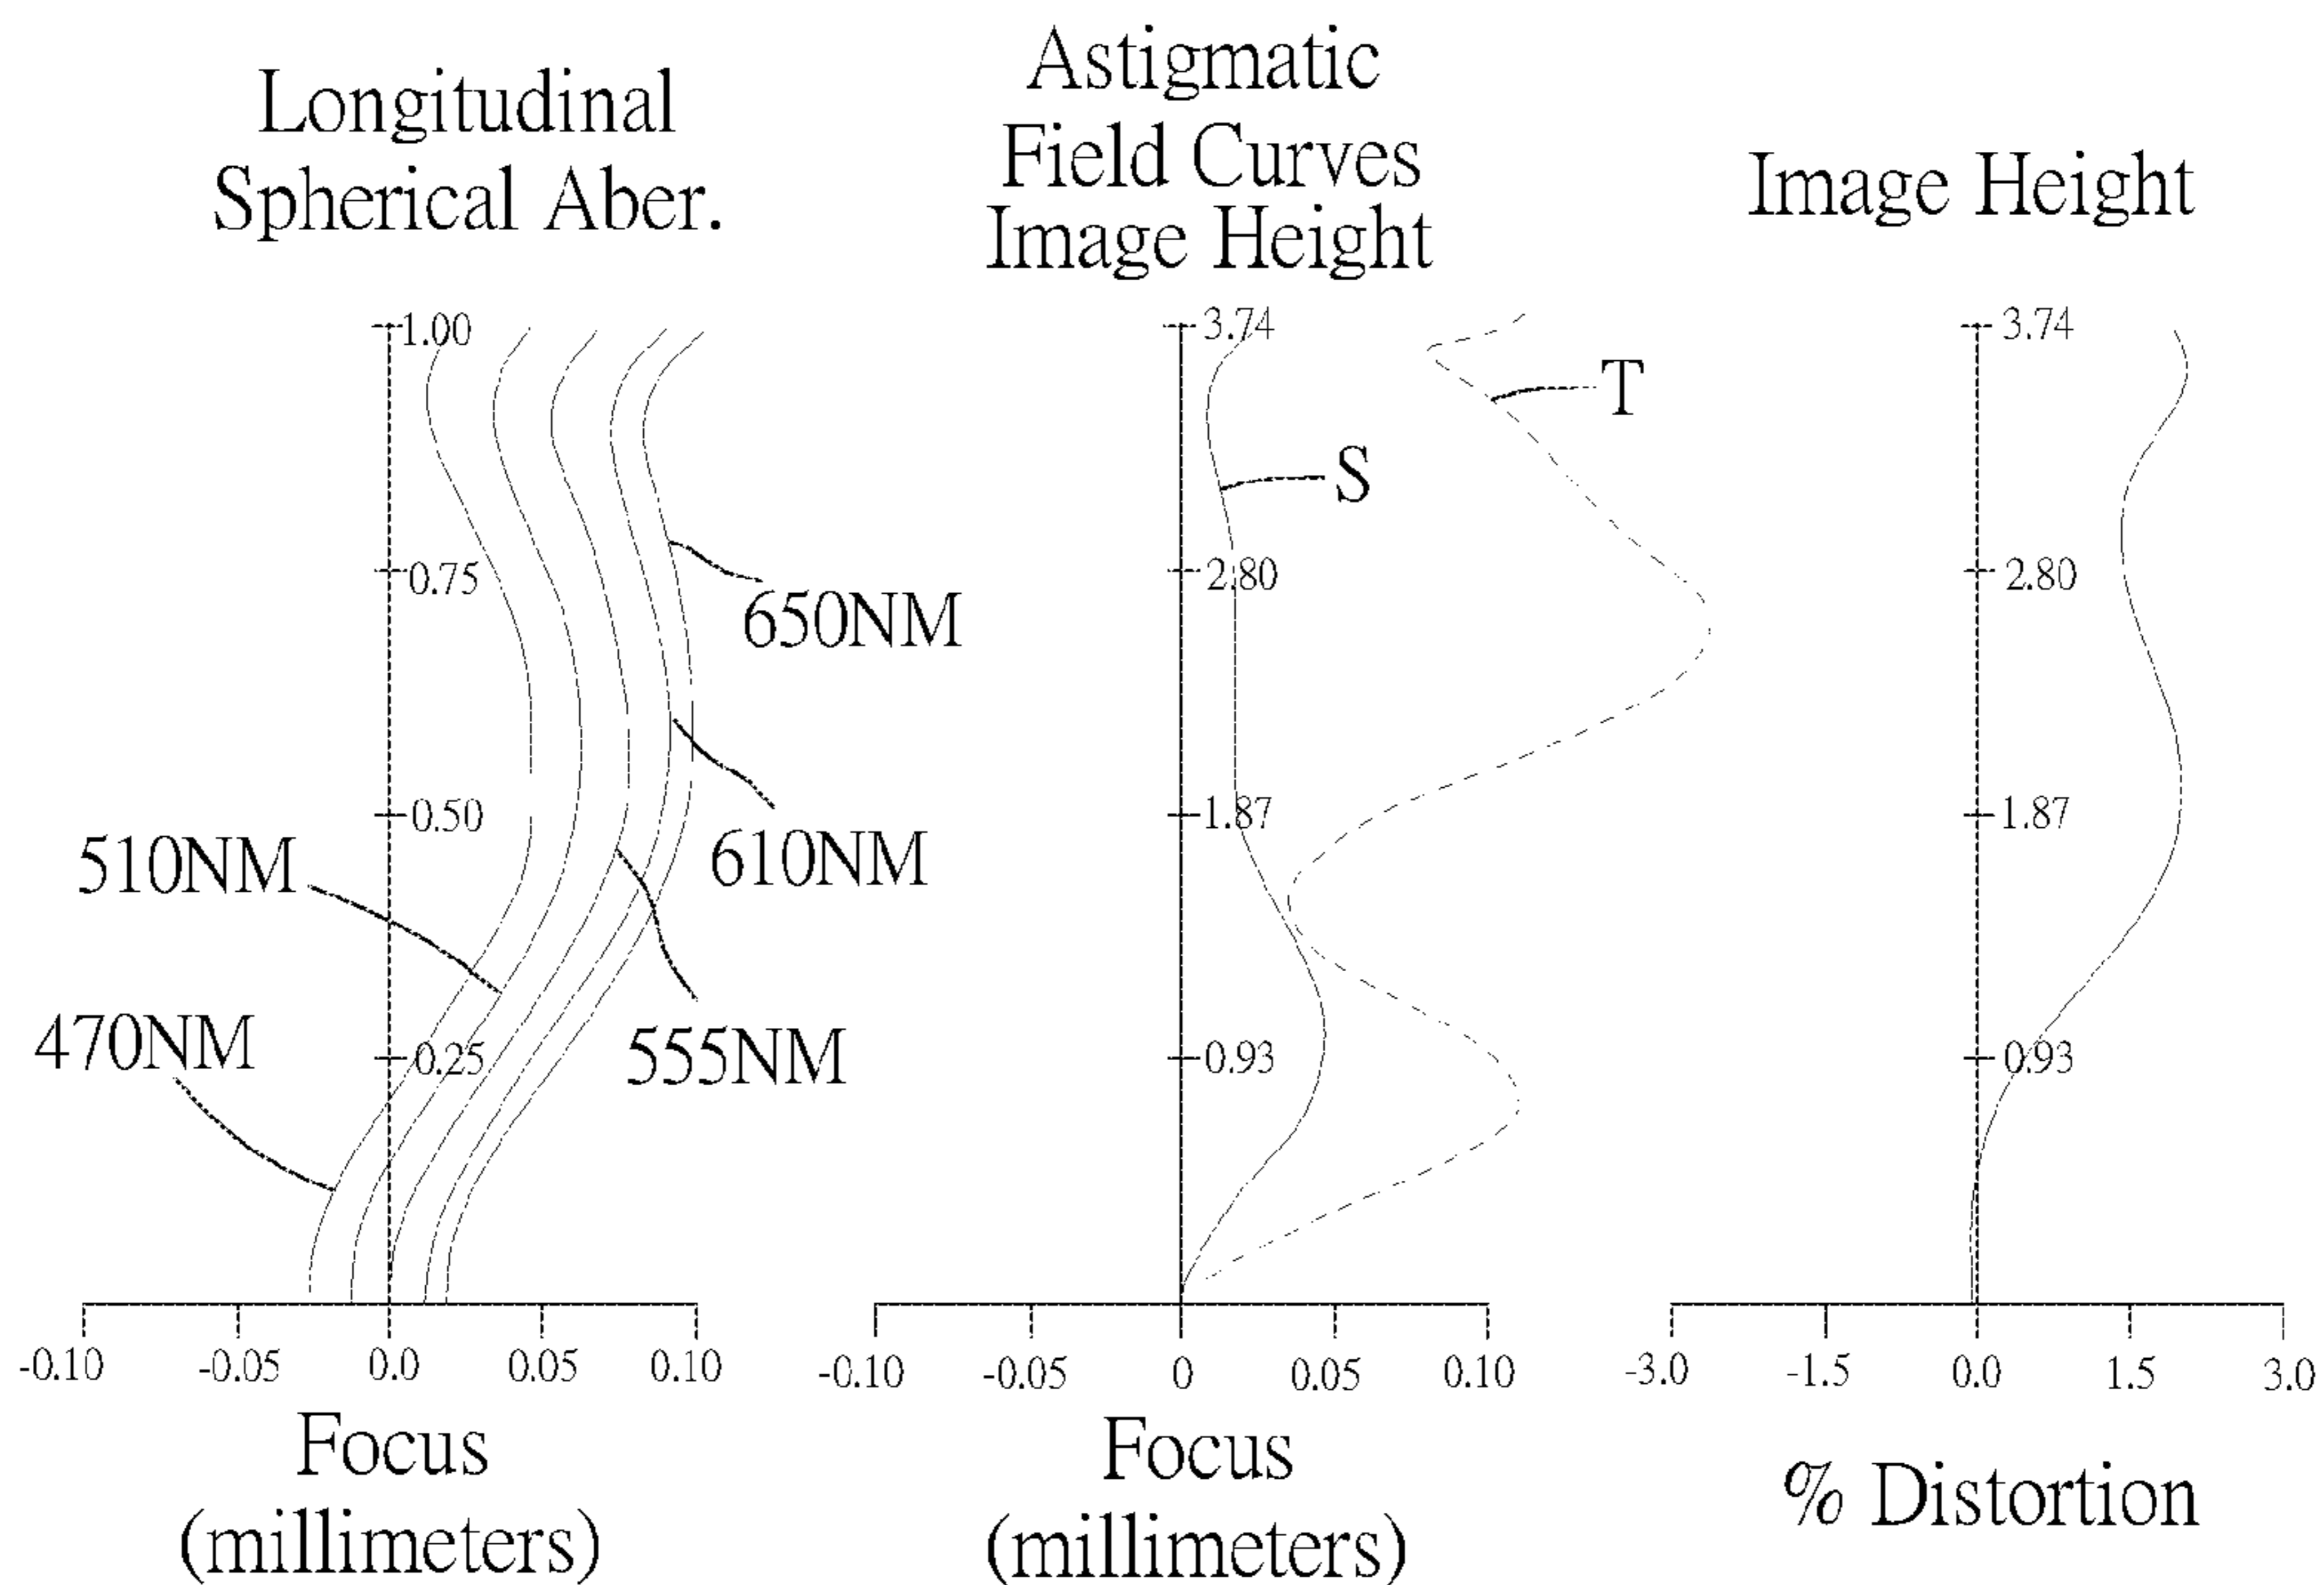 Longitudinal
Spherical Aber.
1.00
0.75
0.50
0.25
650NM
610NM
555NM
510NM
470NM
-0.10 -0.05 0.0 0.05 0.10
Focus
(millimeters)
Astigmatic
Field Curves
Image Height
3.74
T
S
2.80
1.87
0.93
-0.10 -0.05 0 0.05 0.10
Focus
(millimeters)
Image Height
3.74
2.80
1.87
0.93
-3.0 -1.5 0.0 1.5 3.0
% Distortion